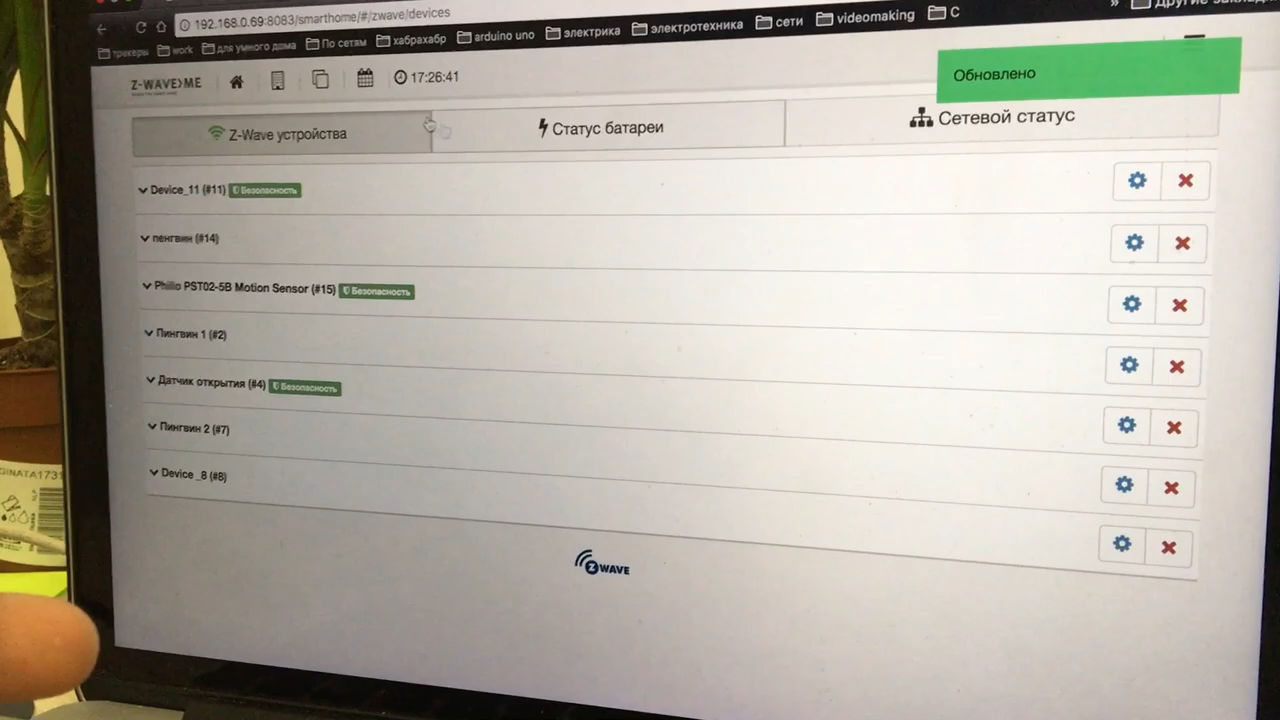 192.168.0.69:8083/smarthome/#/zwave/devices
трекеры work для умного дома По сетям хабрахабр arduino uno электрика электротехника сети videomaking С » Другие
Z-WAVE>ME 17:26:41
Обновлено
Z-Wave устройства Статус батареи Сетевой статус
Device_11 (#11) Безопасность
пенгвин (#14)
Philio PST02-5B Motion Sensor (#15) Безопасность
Пингвин 1 (#2)
Датчик открытия (#4) Безопасность
Пингвин 2 (#7)
Device _8 (#8)
Z WAVE
GINATA1731